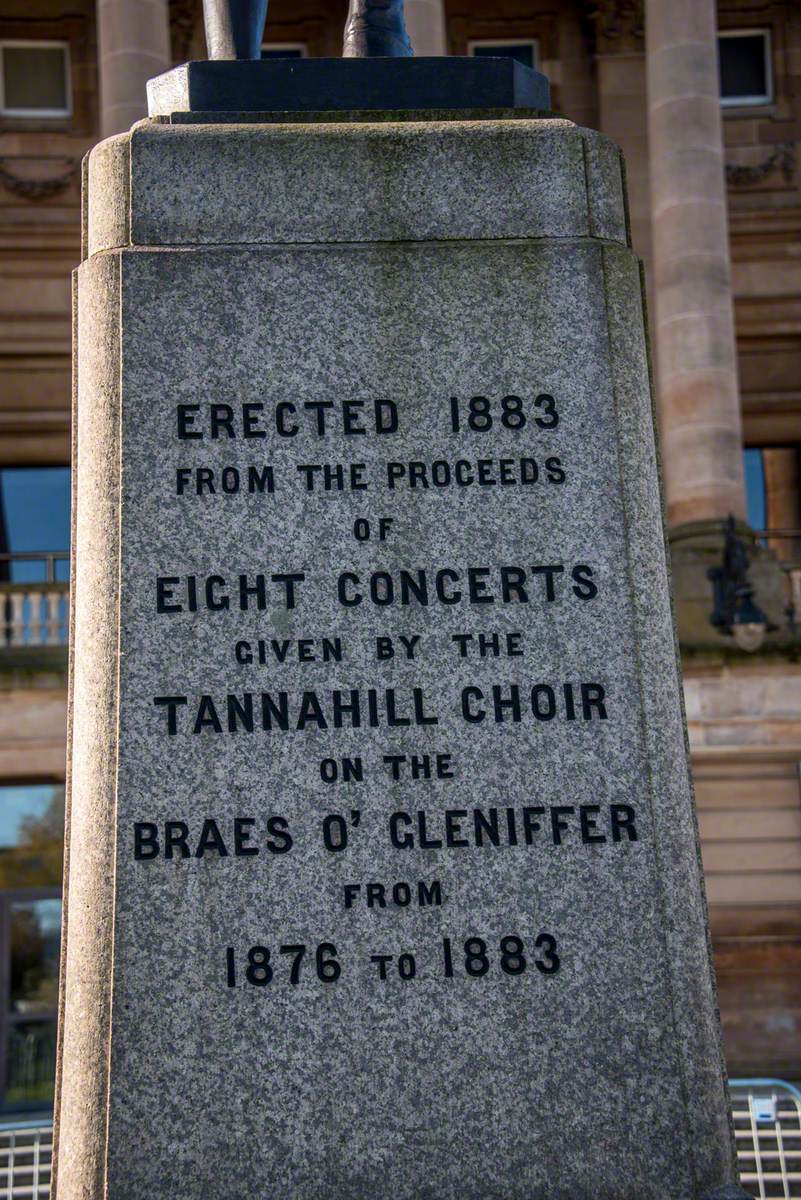 ERECTED 1883
FROM THE PROCEEDS
OF
EIGHT CONCERTS
GIVEN BY THE
TANNAHILL CHOIR
ON THE
BRAES O' GLENIFFER
FROM
1876 TO 1883